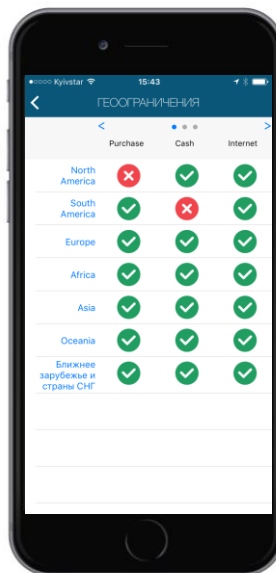 Kyivstar 15:43
ГЕООГРАНИЧЕНИЯ
< >
Purchase Cash Internet
North
America
South
America
Europe
Africa
Asia
Oceania
Ближнее
зарубежье и
страны СНГ